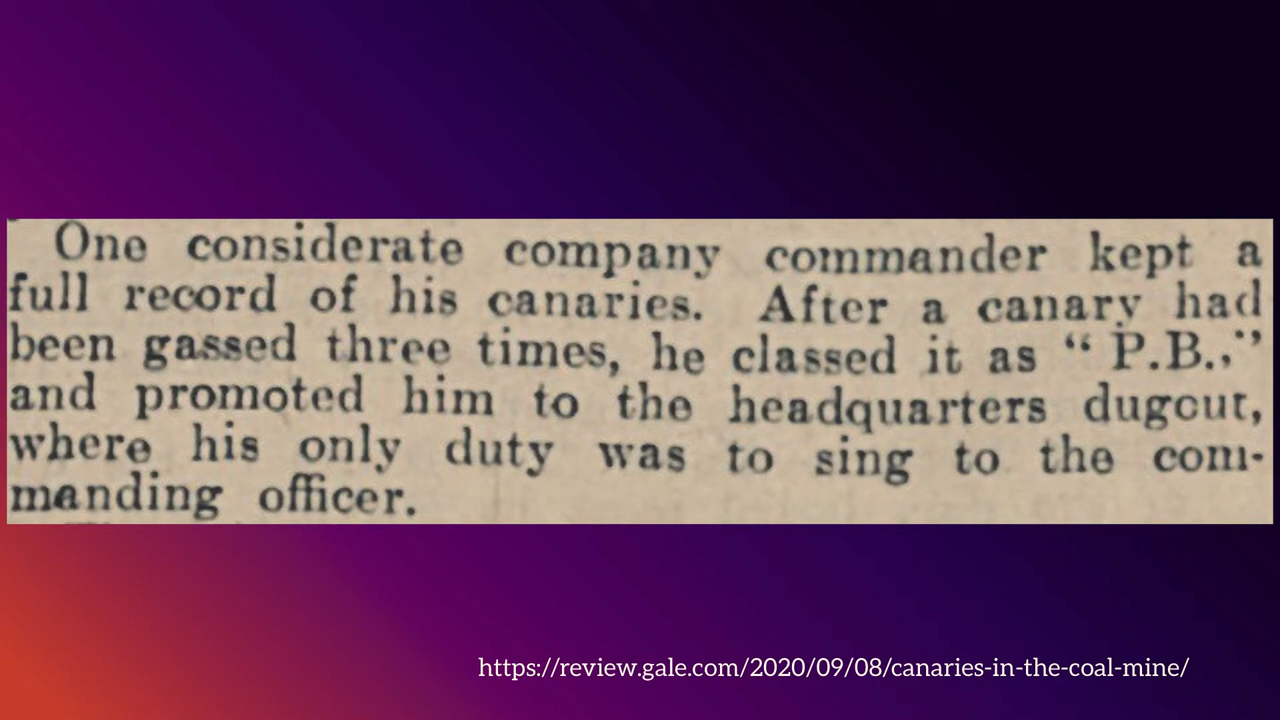 One considerate company commander kept a
full record of his canaries. After a canary had
been gassed three times, he classed it as “ P.B.,”
and promoted him to the headquarters dugout,
where his only duty was to sing to the com-
manding officer.
https://review.gale.com/2020/09/08/canaries-in-the-coal-mine/